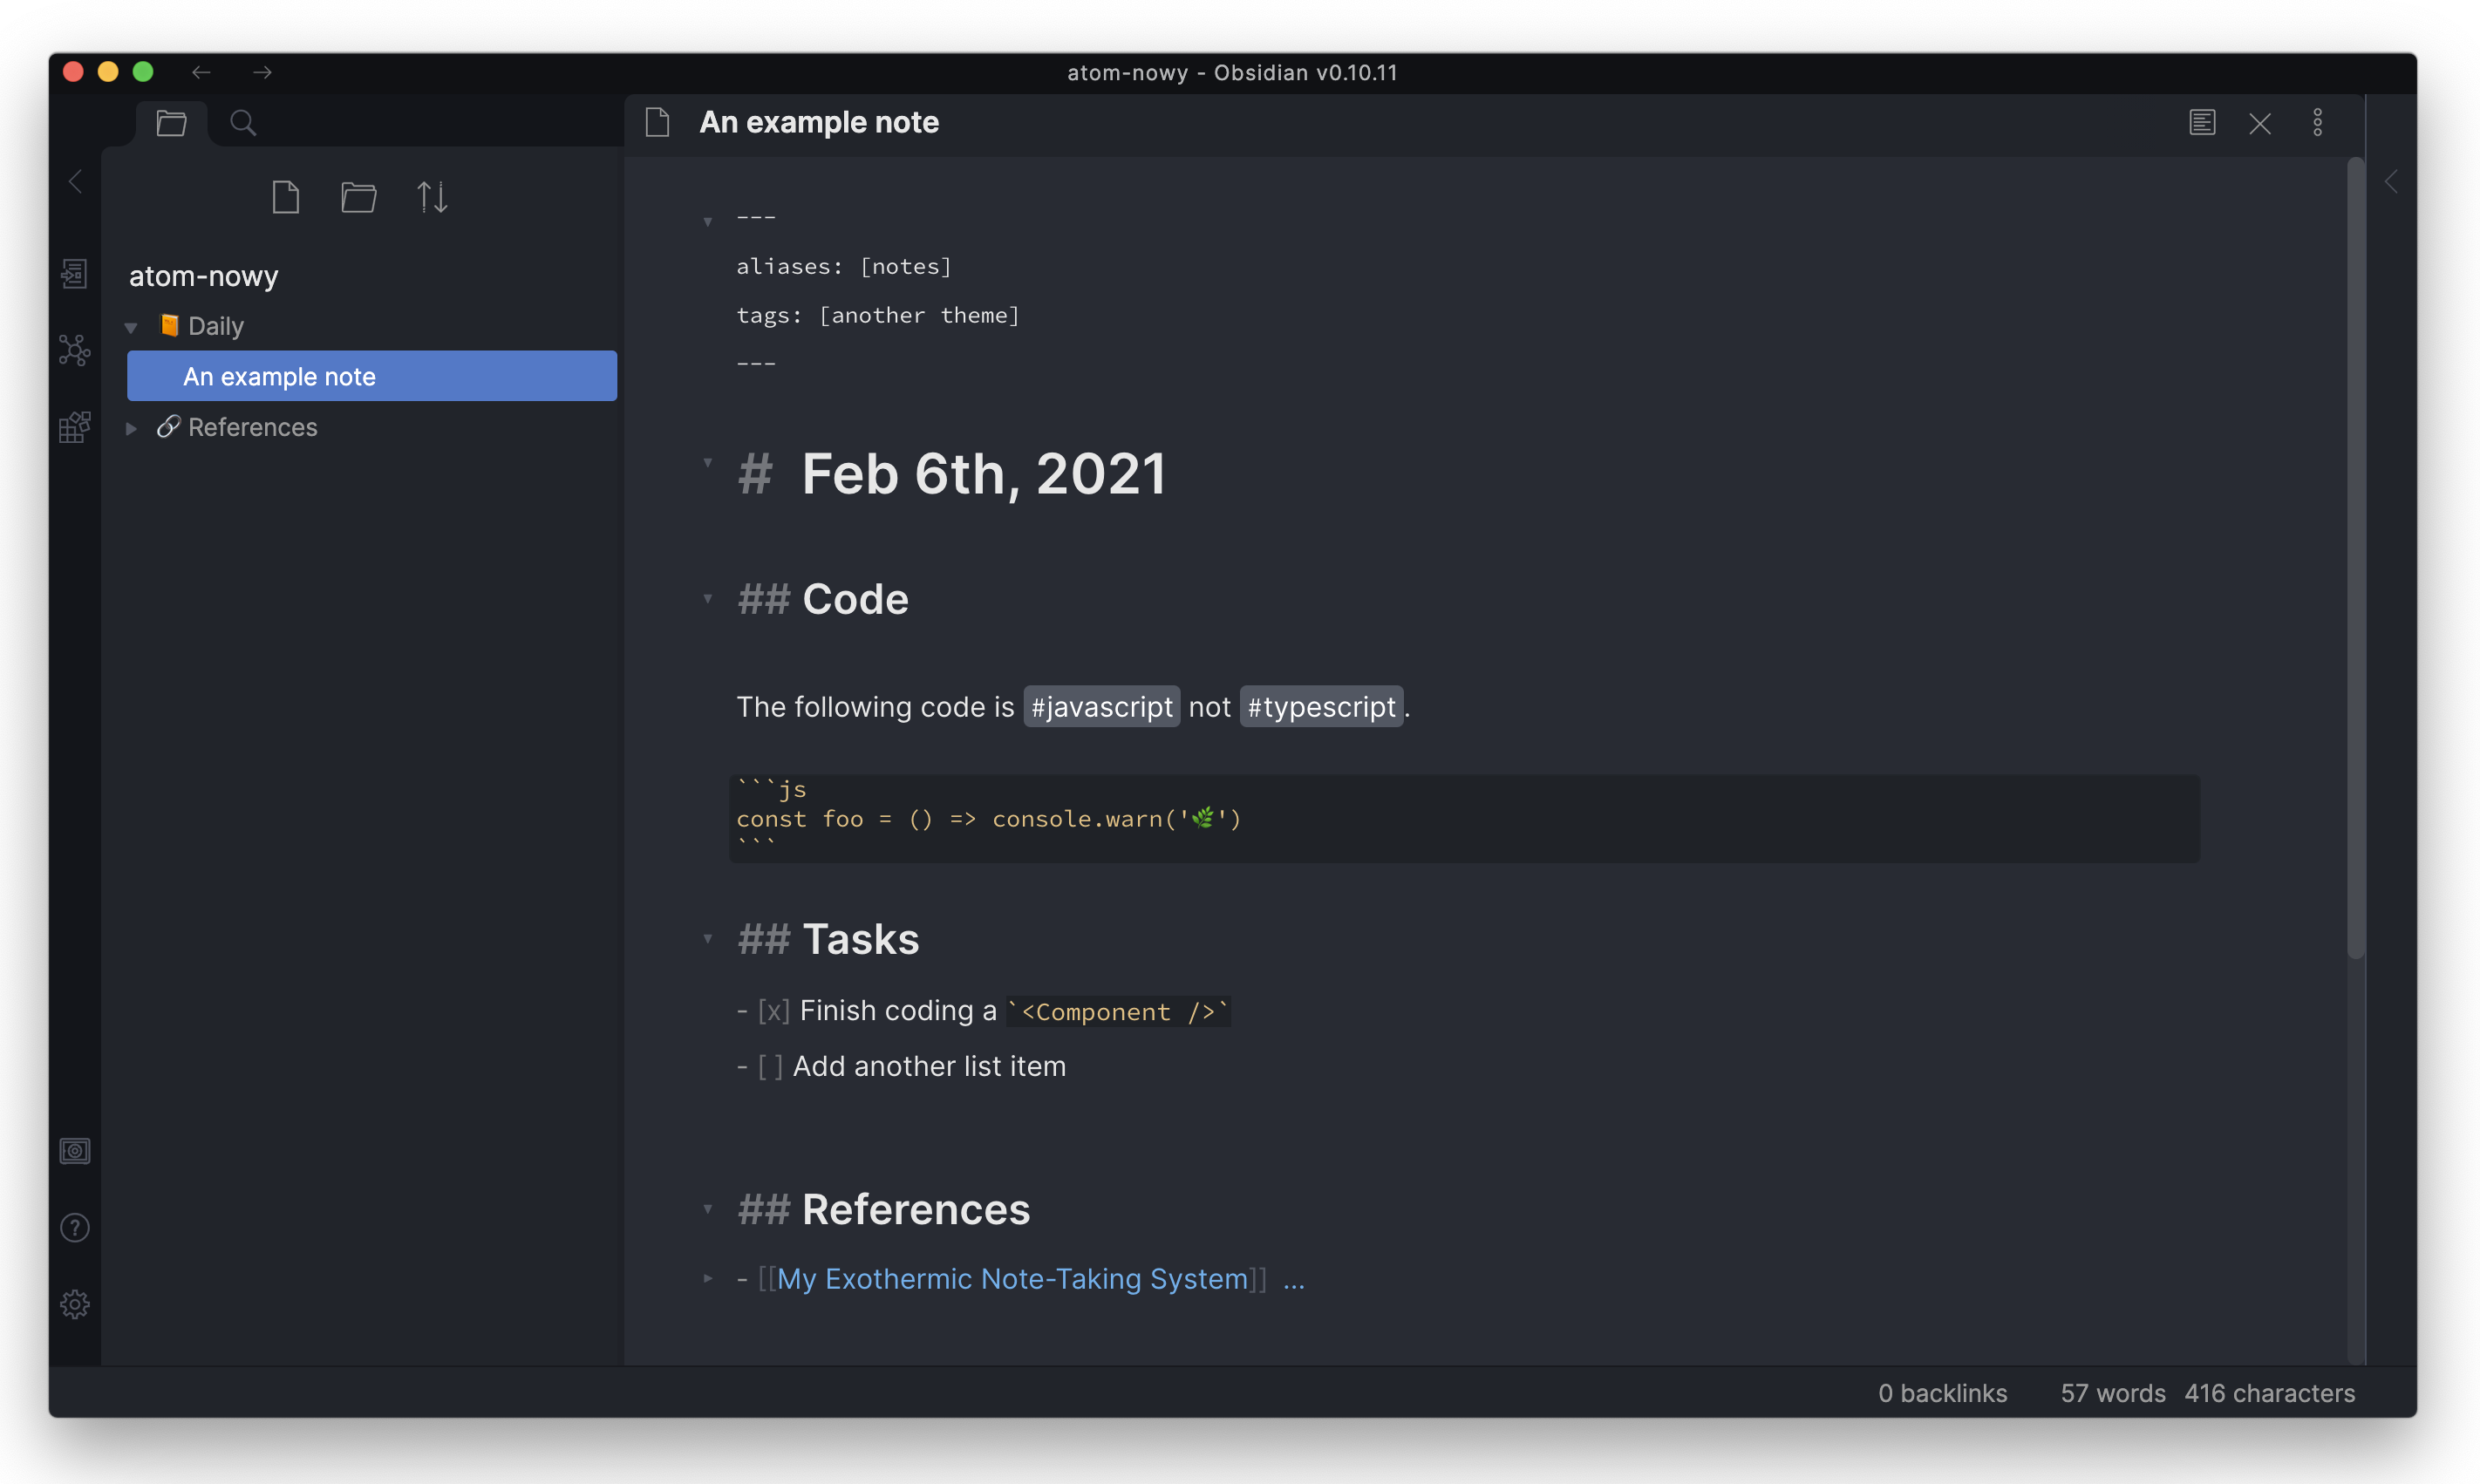 atom-nowy - Obsidian v0.10.11
An example note
atom-nowy
📙 Daily
An example note
🔗 References
---
aliases: [notes]
tags: [another theme]
---
# Feb 6th, 2021
## Code
The following code is #javascript not #typescript.
```js
const foo = () => console.warn('🌿')
```
## Tasks
- [x] Finish coding a `<Component />`
- [ ] Add another list item
## References
- [[My Exothermic Note-Taking System]] ...
0 backlinks 57 words 416 characters